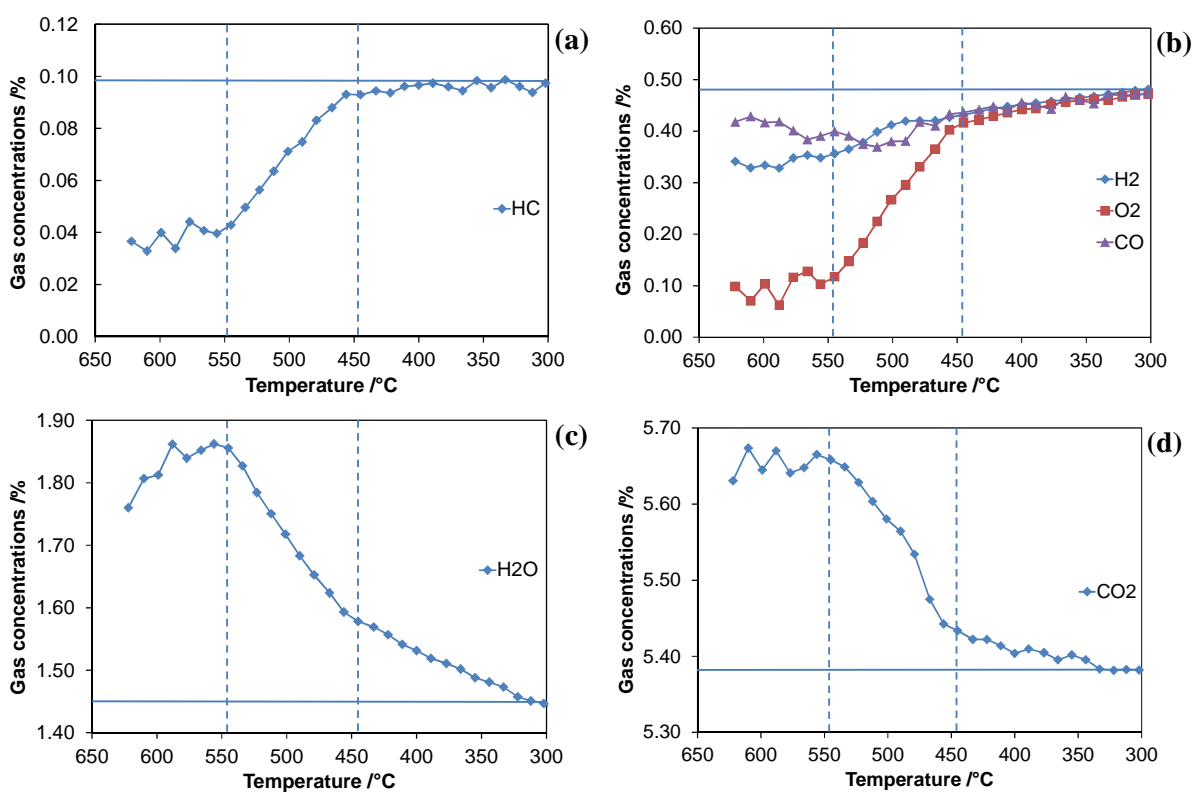 (a)
Gas concentrations /%
0.12
0.10
0.08
0.06
0.04
0.02
0.00
HC
650 600 550 500 450 400 350 300
Temperature /°C
(b)
Gas concentrations /%
0.60
0.50
0.40
0.30
0.20
0.10
0.00
H2
O2
CO
650 600 550 500 450 400 350 300
Temperature /°C
(c)
Gas concentrations /%
1.90
1.80
1.70
1.60
1.50
1.40
H2O
650 600 550 500 450 400 350 300
Temperature /°C
(d)
Gas concentrations /%
5.70
5.60
5.50
5.40
5.30
CO2
650 600 550 500 450 400 350 300
Temperature /°C